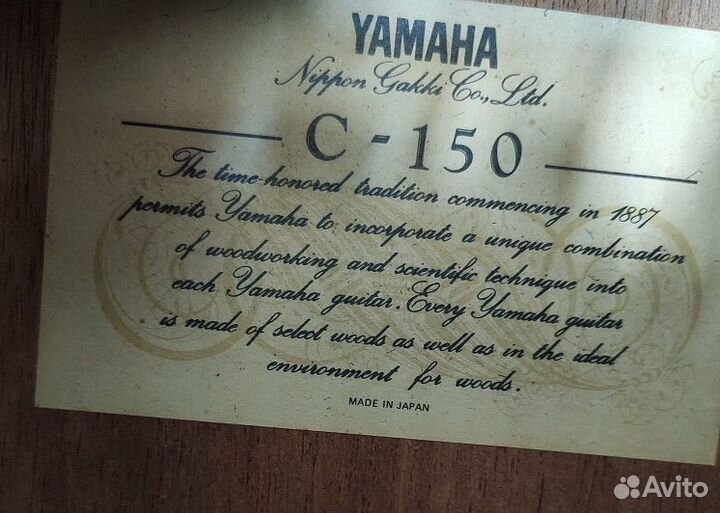 YAMAHA
Nippon Gakki Co., Ltd.
C - 150
The time-honored tradition commencing in 1887
permits Yamaha to incorporate a unique combination
of woodworking and scientific technique into
each Yamaha guitar. Every Yamaha guitar
is made of select woods as well as in the ideal
environment for woods.
MADE IN JAPAN
Avito